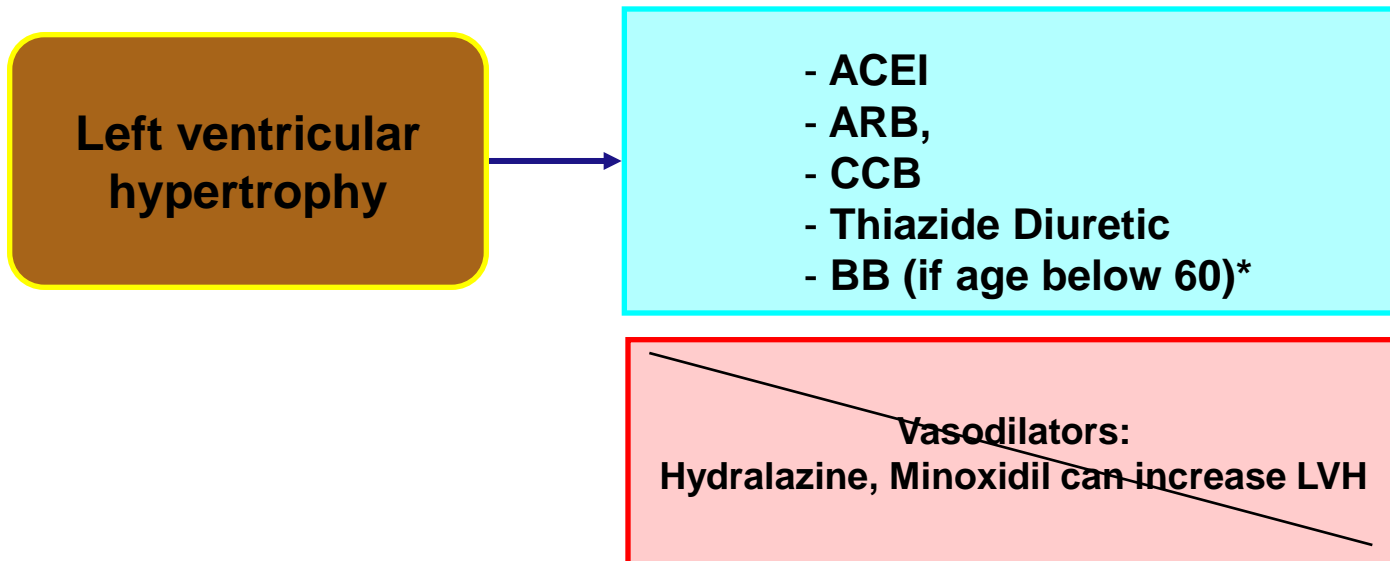 Left ventricular
hypertrophy
- ACEI
- ARB,
- CCB
- Thiazide Diuretic
- BB (if age below 60)*
Vasodilators:
Hydralazine, Minoxidil can increase LVH